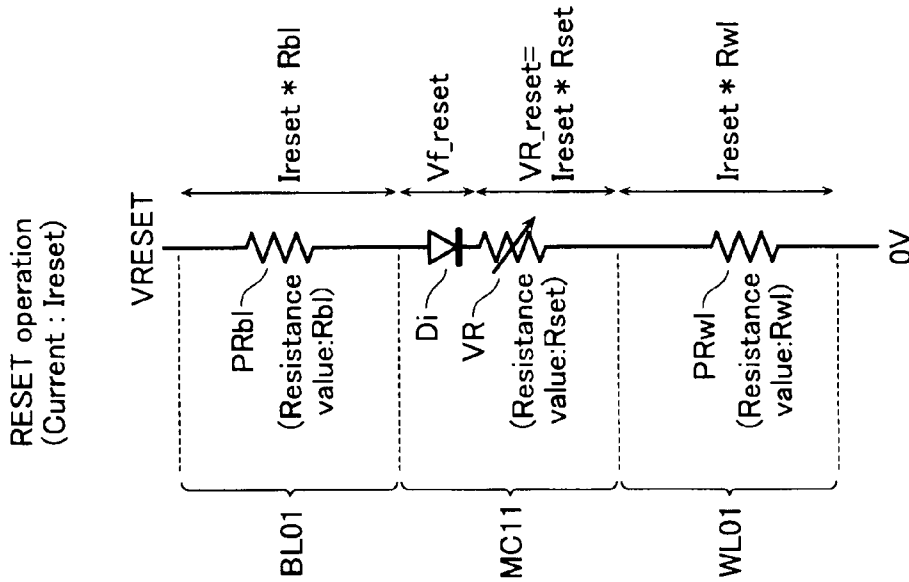 RESET operation
(Current : Ireset)
VRESET
PRbl
(Resistance
value:Rbl)
BL01
Ireset * Rbl
Di
Vf_reset
VR
(Resistance
value:Rset)
MC11
VR_reset=
Ireset * Rset
PRwl
(Resistance
value:Rwl)
WL01
Ireset * Rwl
0V